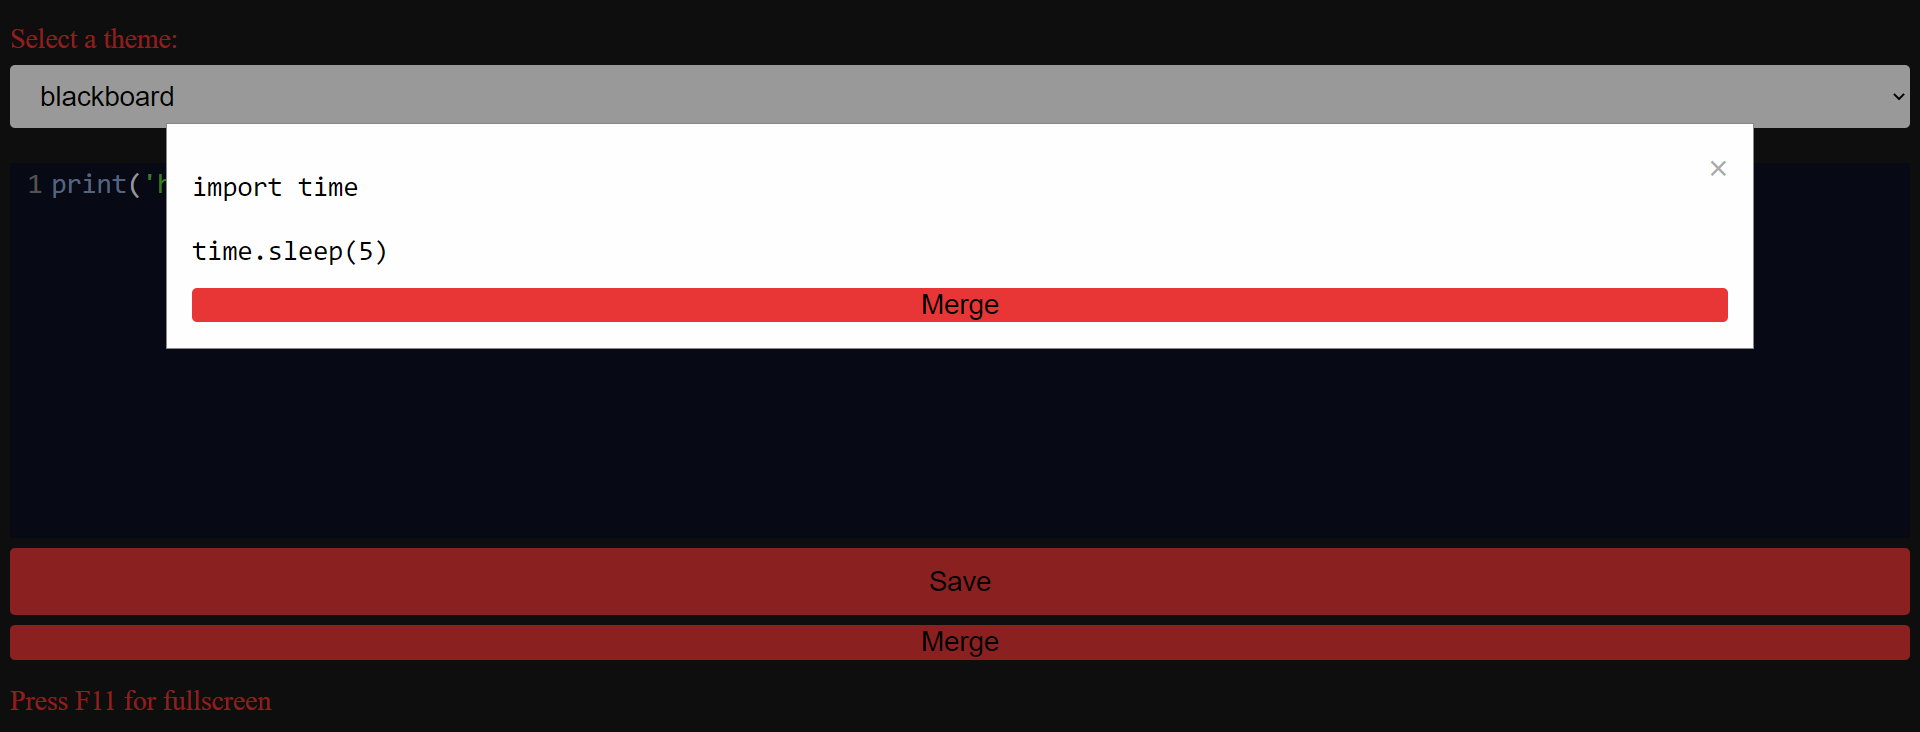 Select a theme:
blackboard
×
import time
time.sleep(5)
Merge
1 print('h
Save
Merge
Press F11 for fullscreen